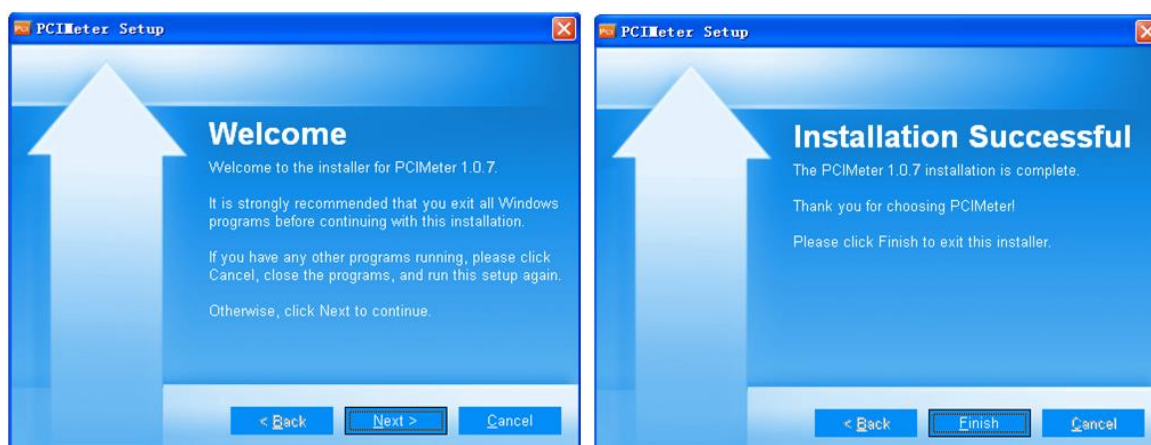 PCIMeter Setup
Welcome
Welcome to the installer for PCIMeter 1.0.7.
It is strongly recommended that you exit all Windows
programs before continuing with this installation.
If you have any other programs running, please click
Cancel, close the programs, and run this setup again.
Otherwise, click Next to continue.
< Back
Next >
Cancel
PCIMeter Setup
Installation Successful
The PCIMeter 1.0.7 installation is complete.
Thank you for choosing PCIMeter!
Please click Finish to exit this installer.
< Back
Finish
Cancel